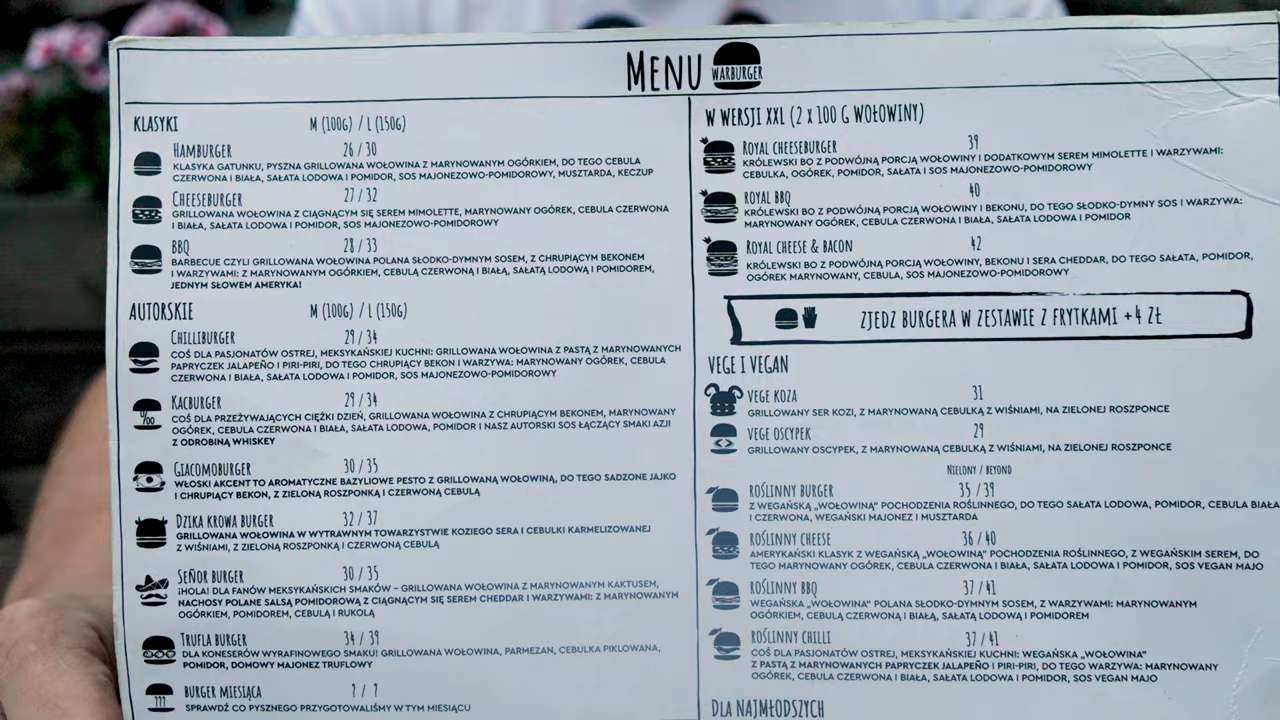 MENU WARBURGER
KLASYKI M (100G) / L (150G)
HAMBURGER 26 / 30
KLASYKA GATUNKU, PYSZNA GRILLOWANA WOŁOWINA Z MARYNOWANYM OGÓRKIEM, DO TEGO CEBULA
CZERWONA I BIAŁA, SAŁATA LODOWA I POMIDOR, SOS MAJONEZOWO-POMIDOROWY, MUSZTARDA, KECZUP
CHEESEBURGER 27 / 32
GRILLOWANA WOŁOWINA Z CIĄGNĄCYM SIĘ SEREM MIMOLETTE, MARYNOWANY OGÓREK, CEBULA CZERWONA
I BIAŁA, SAŁATA LODOWA I POMIDOR, SOS MAJONEZOWO-POMIDOROWY
BBQ 28 / 33
BARBECUE CZYLI GRILLOWANA WOŁOWINA POLANA SŁODKO-DYMNYM SOSEM, Z CHRUPIĄCYM BEKONEM
I WARZYWAMI: Z MARYNOWANYM OGÓRKIEM, CEBULĄ CZERWONĄ I BIAŁĄ, SAŁATĄ LODOWĄ I POMIDOREM,
JEDNYM SŁOWEM AMERYKA!
AUTORSKIE M (100G) / L (150G)
CHILLIBURGER 29 / 34
COŚ DLA PASJONATÓW OSTREJ, MEKSYKAŃSKIEJ KUCHNI: GRILLOWANA WOŁOWINA Z PASTĄ Z MARYNOWANYCH
PAPRYCZEK JALAPEÑO I PIRI-PIRI, DO TEGO CHRUPIĄCY BEKON I WARZYWA: MARYNOWANY OGÓREK, CEBULA
CZERWONA I BIAŁA, SAŁATA LODOWA I POMIDOR, SOS MAJONEZOWO-POMIDOROWY
KACBURGER 29 / 34
COŚ DLA PRZEŻYWAJĄCYCH CIĘŻKI DZIEŃ, GRILLOWANA WOŁOWINA Z CHRUPIĄCYM BEKONEM, MARYNOWANY
OGÓREK, CEBULA CZERWONA I BIAŁA, SAŁATA LODOWA, POMIDOR I NASZ AUTORSKI SOS ŁĄCZĄCY SMAKI AZJI
Z ODROBINĄ WHISKEY
GIACOMOBURGER 30 / 35
WŁOSKI AKCENT TO AROMATYCZNE BAZYLIOWE PESTO Z GRILLOWANĄ WOŁOWINĄ, DO TEGO SADZONE JAJKO
I CHRUPIĄCY BEKON, Z ZIELONĄ ROSZPONKĄ I CZERWONĄ CEBULĄ
DZIKA KROWA BURGER 32 / 37
GRILLOWANA WOŁOWINA W WYTRAWNYM TOWARZYSTWIE KOZIEGO SERA I CEBULKI KARMELIZOWANEJ
Z WIŚNIAMI, Z ZIELONĄ ROSZPONKĄ I CZERWONĄ CEBULĄ
SEÑOR BURGER 30 / 35
¡HOLA! DLA FANÓW MEKSYKAŃSKICH SMAKÓW – GRILLOWANA WOŁOWINA Z MARYNOWANYM KAKTUSEM,
NACHOSY POLANE SALSĄ POMIDOROWĄ Z CIĄGNĄCYM SIĘ SEREM CHEDDAR I WARZYWAMI: Z MARYNOWANYM
OGÓRKIEM, POMIDOREM, CEBULĄ I RUKOLĄ
TRUFLA BURGER 34 / 39
DLA KONESERÓW WYRAFINOWEGO SMAKU! GRILLOWANA WOŁOWINA, PARMEZAN, CEBULKA PIKLOWANA,
POMIDOR, DOMOWY MAJONEZ TRUFLOWY
??? BURGER MIESIĄCA ? / ?
SPRAWDŹ CO PYSZNEGO PRZYGOTOWALIŚMY W TYM MIESIĄCU
W WERSJI XXL (2 X 100 G WOŁOWINY)
ROYAL CHEESEBURGER 39
KRÓLEWSKI BO Z PODWÓJNĄ PORCJĄ WOŁOWINY I DODATKOWYM SEREM MIMOLETTE I WARZYWAMI:
CEBULKA, OGÓREK, POMIDOR, SAŁATA I SOS MAJONEZOWO-POMIDOROWY
ROYAL BBQ 40
KRÓLEWSKI BO Z PODWÓJNĄ PORCJĄ WOŁOWINY I BEKONU, DO TEGO SŁODKO-DYMNY SOS I WARZYWA:
MARYNOWANY OGÓREK, CEBULA CZERWONA I BIAŁA, SAŁATA LODOWA I POMIDOR
ROYAL CHEESE & BACON 42
KRÓLEWSKI BO Z PODWÓJNĄ PORCJĄ WOŁOWINY, BEKONU I SERA CHEDDAR, DO TEGO SAŁATA, POMIDOR,
OGÓREK MARYNOWANY, CEBULA, SOS MAJONEZOWO-POMIDOROWY
ZJEDZ BURGERA W ZESTAWIE Z FRYTKAMI +4 ZŁ
VEGE I VEGAN
VEGE KOZA 31
GRILLOWANY SER KOZI, Z MARYNOWANĄ CEBULKĄ Z WIŚNIAMI, NA ZIELONEJ ROSZPONCE
VEGE OSCYPEK 29
GRILLOWANY OSCYPEK, Z MARYNOWANĄ CEBULKĄ Z WIŚNIAMI, NA ZIELONEJ ROSZPONCE
NIELONY / BEYOND
ROŚLINNY BURGER 35 / 39
Z WEGAŃSKĄ „WOŁOWINĄ" POCHODZENIA ROŚLINNEGO, DO TEGO SAŁATA LODOWA, POMIDOR, CEBULA BIAŁA
I CZERWONA, WEGAŃSKI MAJONEZ I MUSZTARDA
ROŚLINNY CHEESE 36 / 40
AMERYKAŃSKI KLASYK Z WEGAŃSKĄ „WOŁOWINĄ" POCHODZENIA ROŚLINNEGO, Z WEGAŃSKIM SEREM, DO
TEGO MARYNOWANY OGÓREK, CEBULA CZERWONA I BIAŁA, SAŁATA LODOWA I POMIDOR, SOS VEGAN MAJO
ROŚLINNY BBQ 37 / 41
WEGAŃSKA „WOŁOWINA" POLANA SŁODKO-DYMNYM SOSEM, Z WARZYWAMI: MARYNOWANYM
OGÓRKIEM, CEBULĄ CZERWONĄ I BIAŁĄ, SAŁATĄ LODOWĄ I POMIDOREM
ROŚLINNY CHILLI 37 / 41
COŚ DLA PASJONATÓW OSTREJ, MEKSYKAŃSKIEJ KUCHNI: WEGAŃSKA „WOŁOWINA"
Z PASTĄ Z MARYNOWANYCH PAPRYCZEK JALAPEÑO I PIRI-PIRI, DO TEGO WARZYWA: MARYNOWANY
OGÓREK, CEBULA CZERWONA I BIAŁA, SAŁATA LODOWA I POMIDOR, SOS VEGAN MAJO
DLA NAJMŁODSZYCH